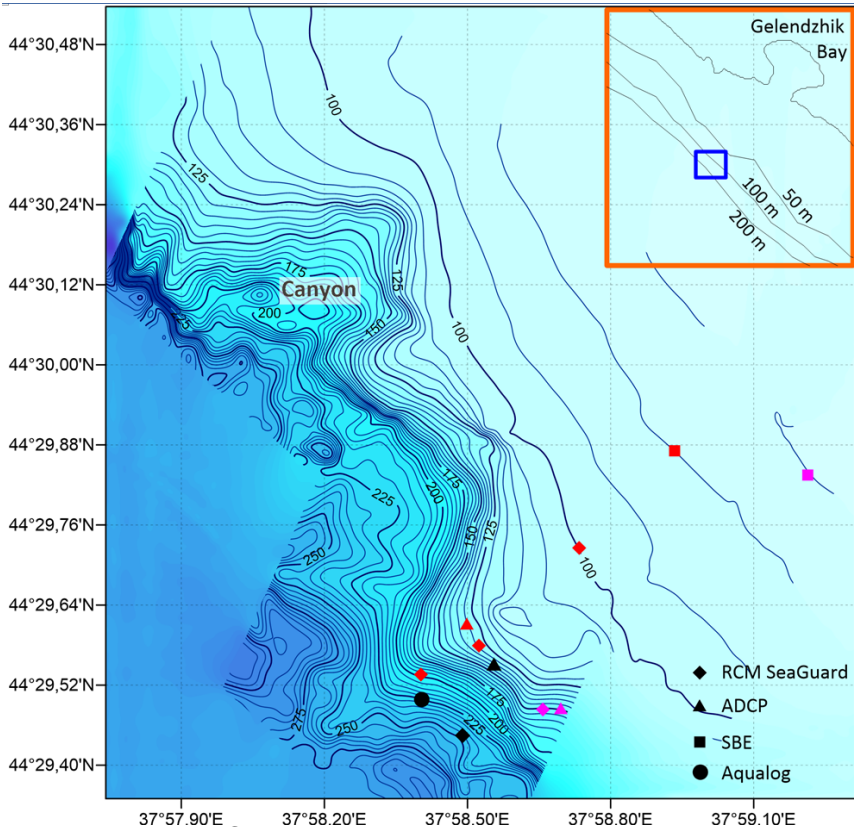 44°30,48'N
44°30,36'N
44°30,24'N
44°30,12'N
44°30,00'N
44°29,88'N
44°29,76'N
44°29,64'N
44°29,52'N
44°29,40'N
37°57.90'E
37°58.20'E
37°58.50'E
37°58.80'E
37°59.10'E
Gelendzhik
Bay
50 m
100 m
200 m
100
125
125
175
Canyon
200
225
150
100
175
200
225
150
125
250
100
175
200
225
250
275
RCM SeaGuard
ADCP
SBE
Aqualog